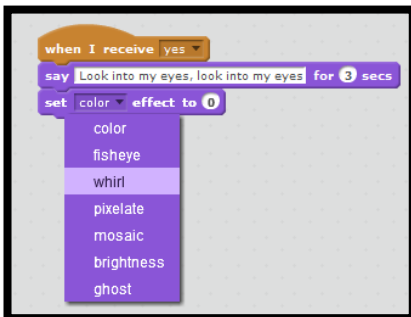 when I receive yes
say Look into my eyes, look into my eyes for 3 secs
set color effect to 0
color
fisheye
whirl
pixelate
mosaic
brightness
ghost